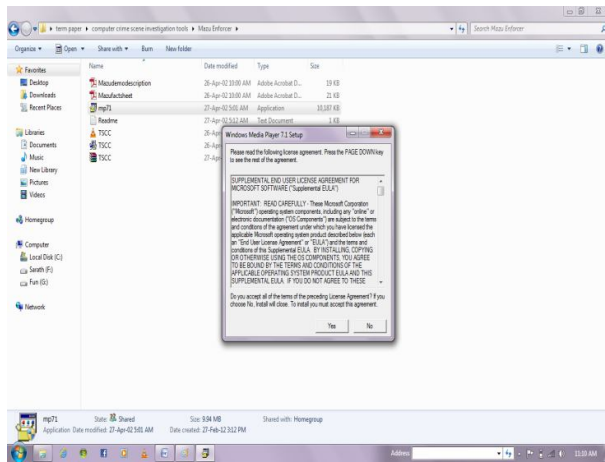 term paper ▸ computer crime scene investigation tools ▸ Mazu Enforcer ▸
Search Mazu Enforcer
Organize Open Share with Burn New folder
Favorites
Desktop
Downloads
Recent Places
Libraries
Documents
Music
New Library
Pictures
Videos
Homegroup
Computer
Local Disk (C:)
Sarath (F:)
Fun (G:)
Network
Name Date modified Type Size
Mazudemodescription 26-Apr-02 10:00 AM Adobe Acrobat D... 19 KB
Mazufactsheet 26-Apr-02 10:00 AM Adobe Acrobat D... 21 KB
mp71 27-Apr-02 5:01 AM Application 10,187 KB
Readme 27-Apr-02 5:12 AM Text Document 1 KB
TSCC 26-Apr
TSCC 26-Apr
TSCC 27-Apr
Windows Media Player 7.1 Setup
Please read the following license agreement. Press the PAGE DOWN key
to see the rest of the agreement.
SUPPLEMENTAL END USER LICENSE AGREEMENT FOR
MICROSOFT SOFTWARE ("Supplemental EULA")
IMPORTANT: READ CAREFULLY - These Microsoft Corporation
("Microsoft") operating system components, including any "online" or
electronic documentation ("OS Components") are subject to the terms
and conditions of the agreement under which you have licensed the
applicable Microsoft operating system product described below (each
an "End User License Agreement" or "EULA") and the terms and
conditions of this Supplemental EULA. BY INSTALLING, COPYING
OR OTHERWISE USING THE OS COMPONENTS, YOU AGREE
TO BE BOUND BY THE TERMS AND CONDITIONS OF THE
APPLICABLE OPERATING SYSTEM PRODUCT EULA AND THIS
SUPPLEMENTAL EULA. IF YOU DO NOT AGREE TO THESE
Do you accept all of the terms of the preceding License Agreement? If you
choose No, Install will close. To install you must accept this agreement.
Yes No
mp71 State: Shared Size: 9.94 MB Shared with: Homegroup
Application Date modified: 27-Apr-02 5:01 AM Date created: 27-Feb-12 3:12 PM
Address 11:10 AM